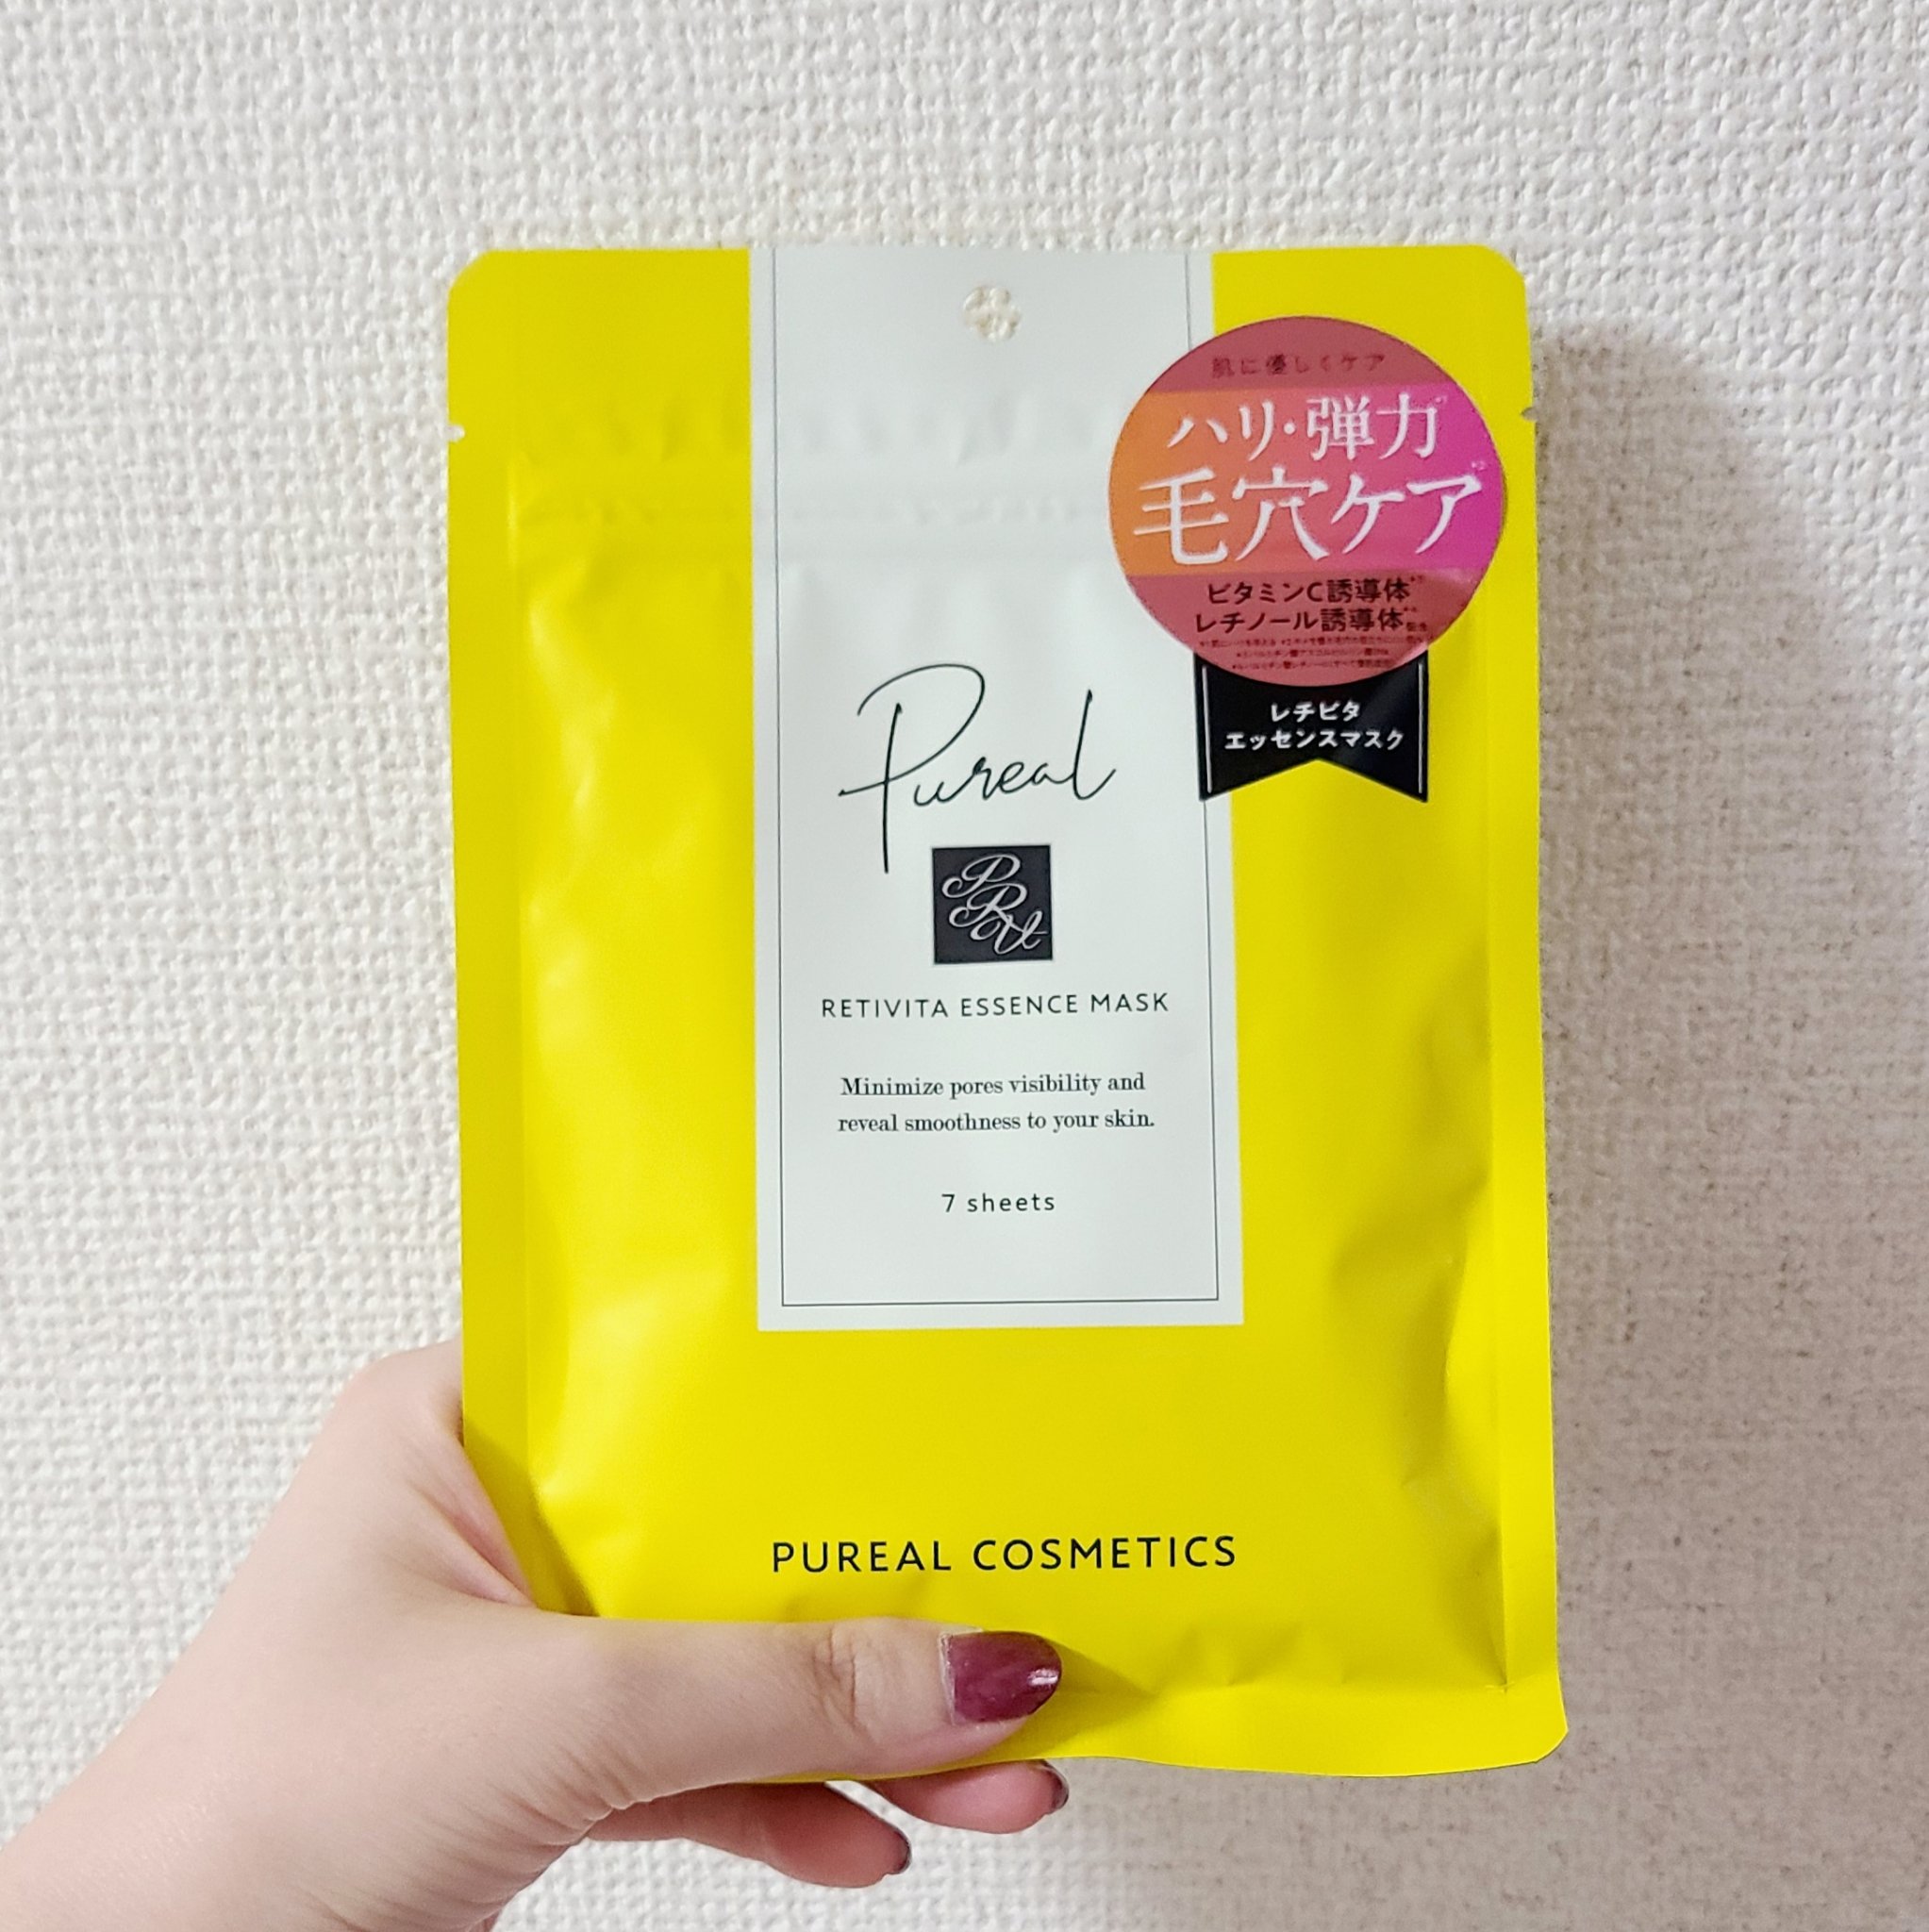 肌に優しくケア
ハリ・弾力
毛穴ケア
ビタミンC誘導体
レチノール誘導体
レチビタ
エッセンスマスク
Pureal
PRV
RETIVITA ESSENCE MASK
Minimize pores visibility and
reveal smoothness to your skin.
7 sheets
PUREAL COSMETICS